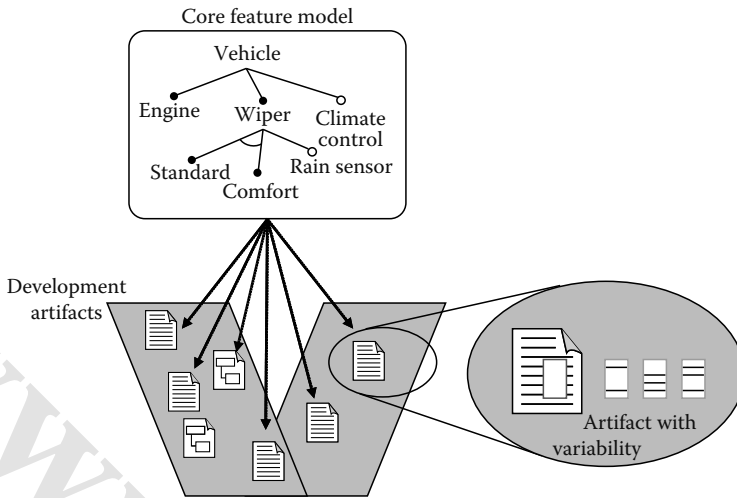 Core feature model
Vehicle
Engine
Wiper
Climate
control
Standard
Rain sensor
Comfort
Development
artifacts
Artifact with
variability